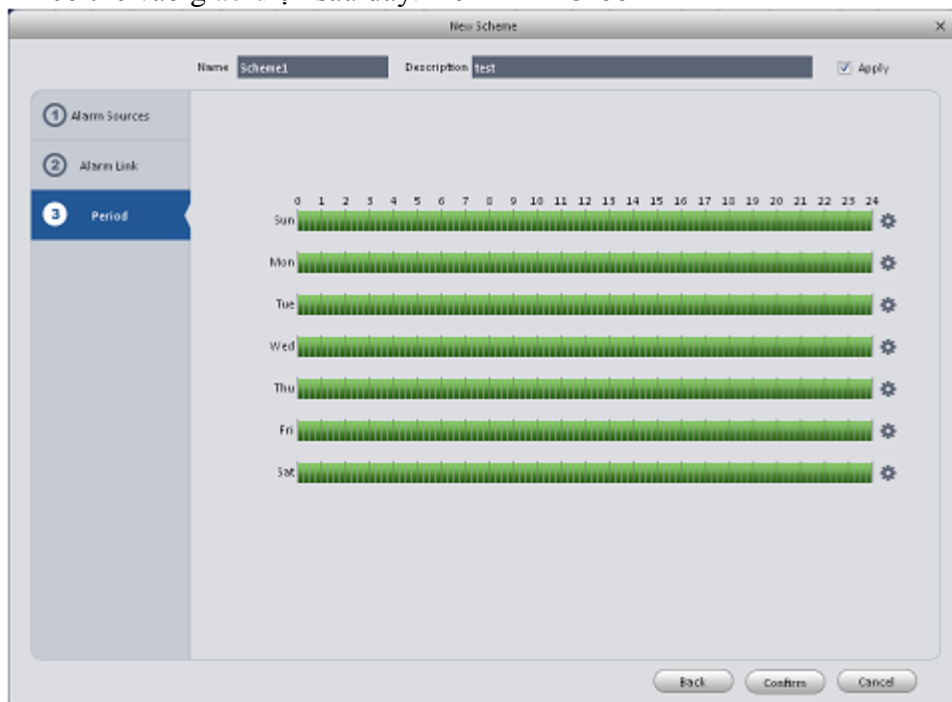 New Scheme
Name Scheme1 Description test Apply
1 Alarm Sources
2 Alarm Link
3 Period
0 1 2 3 4 5 6 7 8 9 10 11 12 13 14 15 16 17 18 19 20 21 22 23 24
Sun
Mon
Tue
Wed
Thu
Fri
Sat
Back Confirm Cancel